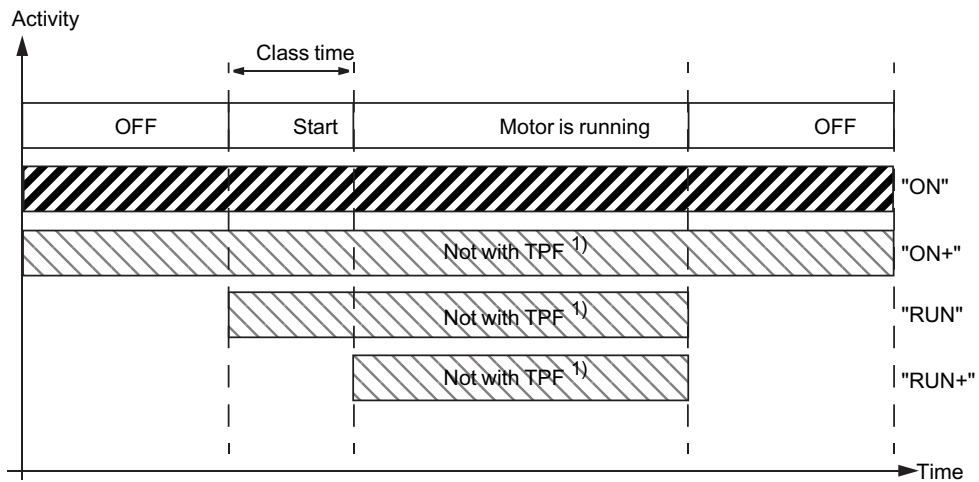 Activity
Class time
OFF Start Motor is running OFF
"ON"
Not with TPF 1) "ON+"
Not with TPF 1) "RUN"
Not with TPF 1) "RUN+"
Time